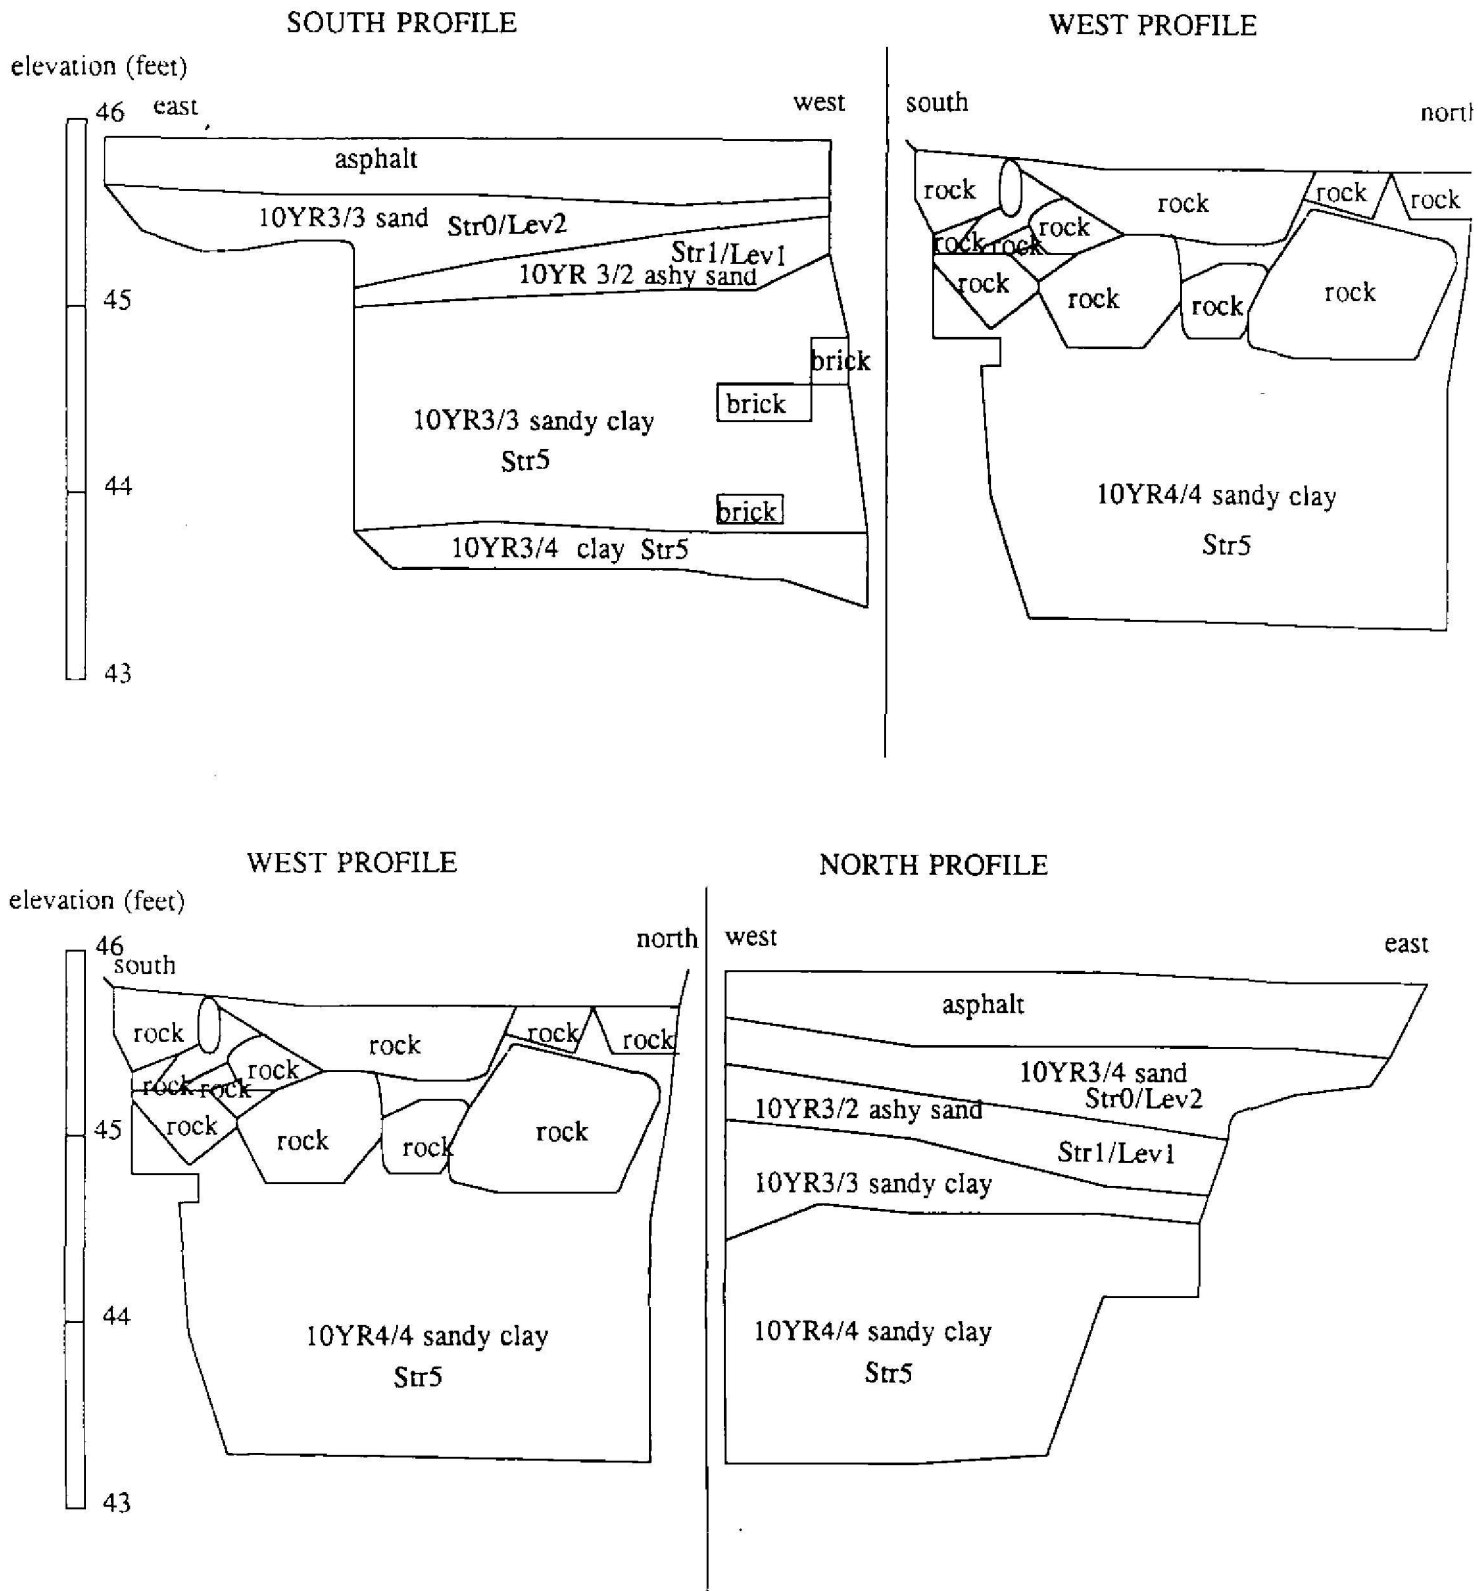 SOUTH PROFILE
WEST PROFILE
elevation (feet)
46
east
west
south
north
asphalt
10YR3/3 sand Str0/Lev2
Str1/Lev1
10YR 3/2 ashy sand
45
brick
brick
10YR3/3 sandy clay
Str5
44
brick
10YR3/4 clay Str5
43
rock
rock
rock
rock
rock
rock
rock
rock
rock
rock
rock
rock
10YR4/4 sandy clay
Str5
WEST PROFILE
NORTH PROFILE
elevation (feet)
46
south
north
west
east
rock
rock
rock
rock
rock
rock
rock
rock
rock
rock
rock
rock
45
44
10YR4/4 sandy clay
Str5
43
asphalt
10YR3/4 sand
Str0/Lev2
10YR3/2 ashy sand
Str1/Lev1
10YR3/3 sandy clay
10YR4/4 sandy clay
Str5